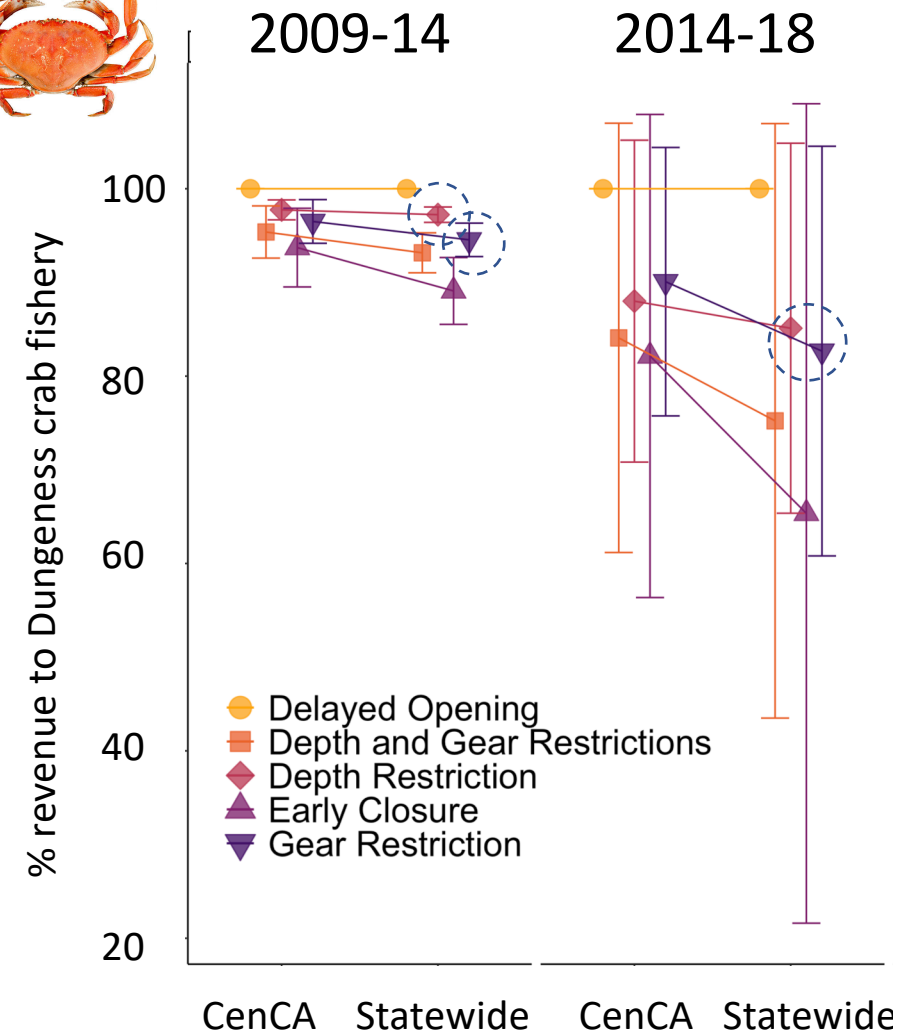 2009-14
2014-18
% revenue to Dungeness crab fishery
100
80
60
40
20
Delayed Opening
Depth and Gear Restrictions
Depth Restriction
Early Closure
Gear Restriction
CenCA
Statewide
CenCA
Statewide